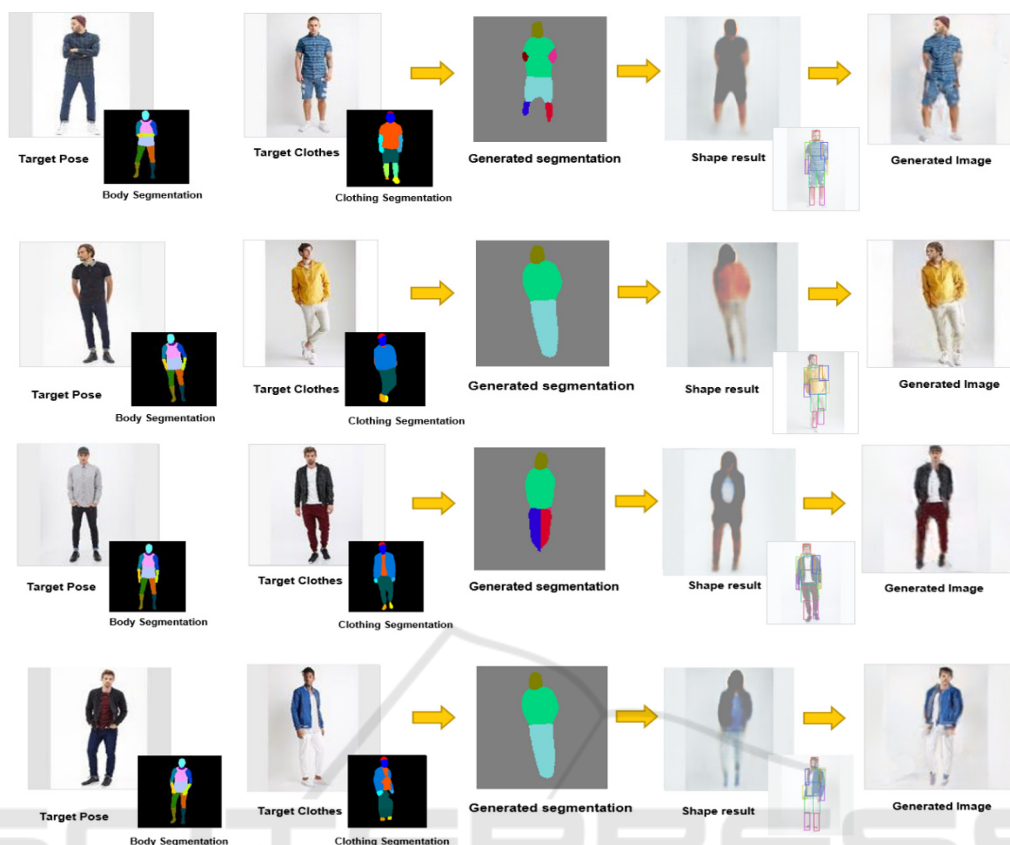 Target Pose
Body Segmentation
Target Clothes
Clothing Segmentation
Generated segmentation
Shape result
Generated Image
Target Pose
Body Segmentation
Target Clothes
Clothing Segmentation
Generated segmentation
Shape result
Generated Image
Target Pose
Body Segmentation
Target Clothes
Clothing Segmentation
Generated segmentation
Shape result
Generated Image
Target Pose
Body Segmentation
Target Clothes
Clothing Segmentation
Generated segmentation
Shape result
Generated Image